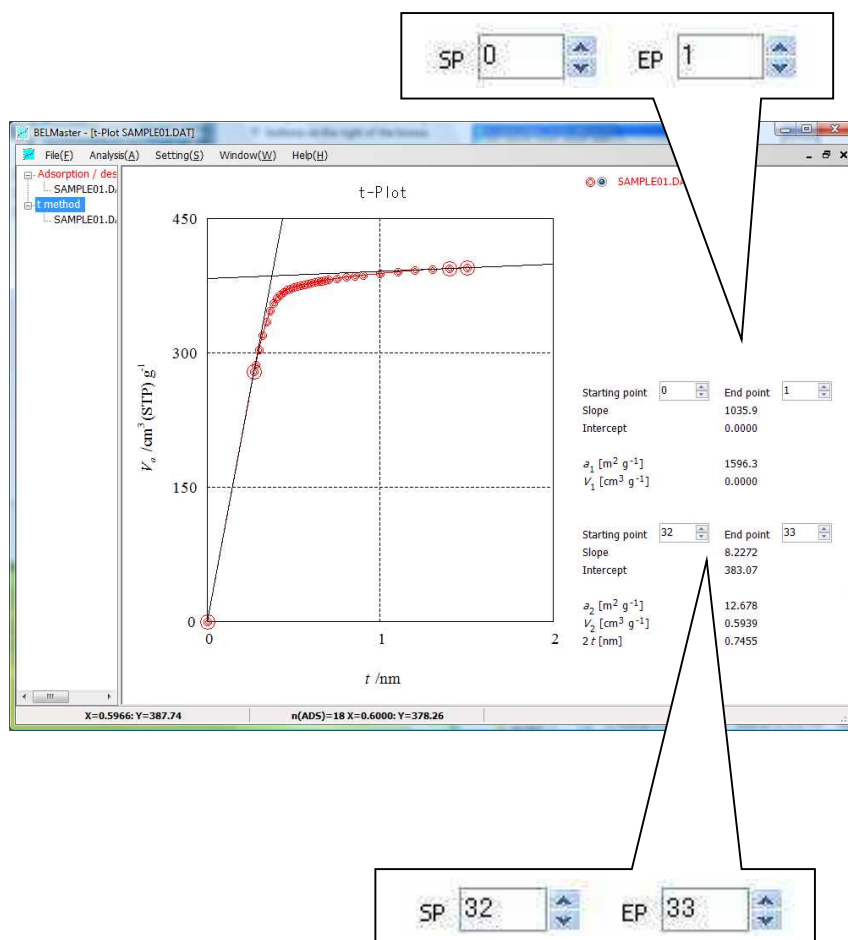 SP 0 EP 1
BELMaster - [t-Plot SAMPLE01.DAT]
File(F) Analysis(A) Setting(S) Window(W) Help(H)
Adsorption / des
SAMPLE01.D
t method
SAMPLE01.D
t-Plot
SAMPLE01.D
450
300
150
0
0 1 2
Va /cm3 (STP) g-1
t /nm
Starting point 0 End point 1
Slope 1035.9
Intercept 0.0000
a1 [m2 g-1] 1596.3
V1 [cm3 g-1] 0.0000
Starting point 32 End point 33
Slope 8.2272
Intercept 383.07
a2 [m2 g-1] 12.678
V2 [cm3 g-1] 0.5939
2 t [nm] 0.7455
X=0.5966: Y=387.74 n(ADS)=18 X=0.6000: Y=378.26
SP 32 EP 33